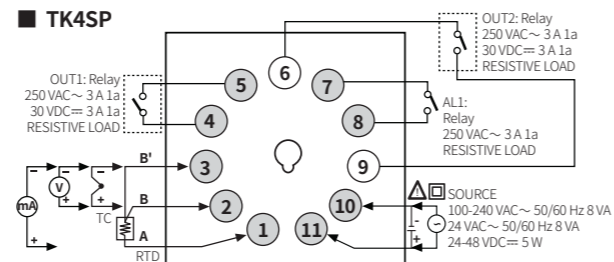 ■ TK4SP
OUT2: Relay
250 VAC～ 3 A 1a
30 VDC⎓ 3 A 1a
RESISTIVE LOAD
OUT1: Relay
250 VAC～ 3 A 1a
30 VDC⎓ 3 A 1a
RESISTIVE LOAD
6
5
7
4
8
AL1:
Relay
250 VAC～ 3 A 1a
RESISTIVE LOAD
3
9
B'
B
A
mA
V
TC
RTD
- - -
+ + +
2
10
1
11
SOURCE
100-240 VAC～ 50/60 Hz 8 VA
24 VAC～ 50/60 Hz 8 VA
24-48 VDC⎓ 5 W
-
+